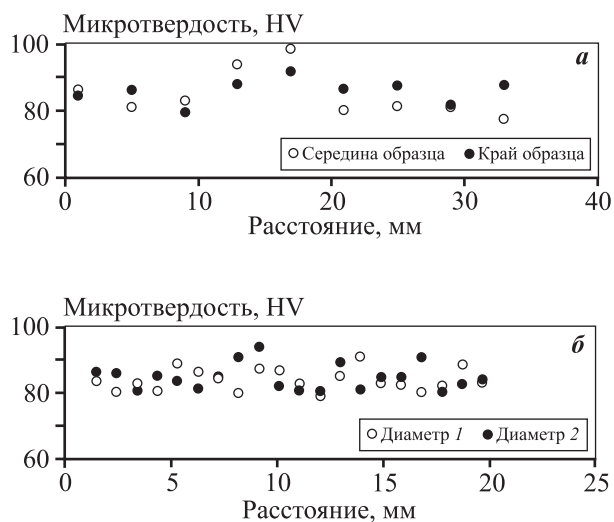 Микротвердость, HV
100
а
80
○ Середина образца ● Край образца
60
0 10 20 30 40
Расстояние, мм
Микротвердость, HV
100
б
80
○ Диаметр 1 ● Диаметр 2
60
0 5 10 15 20 25
Расстояние, мм